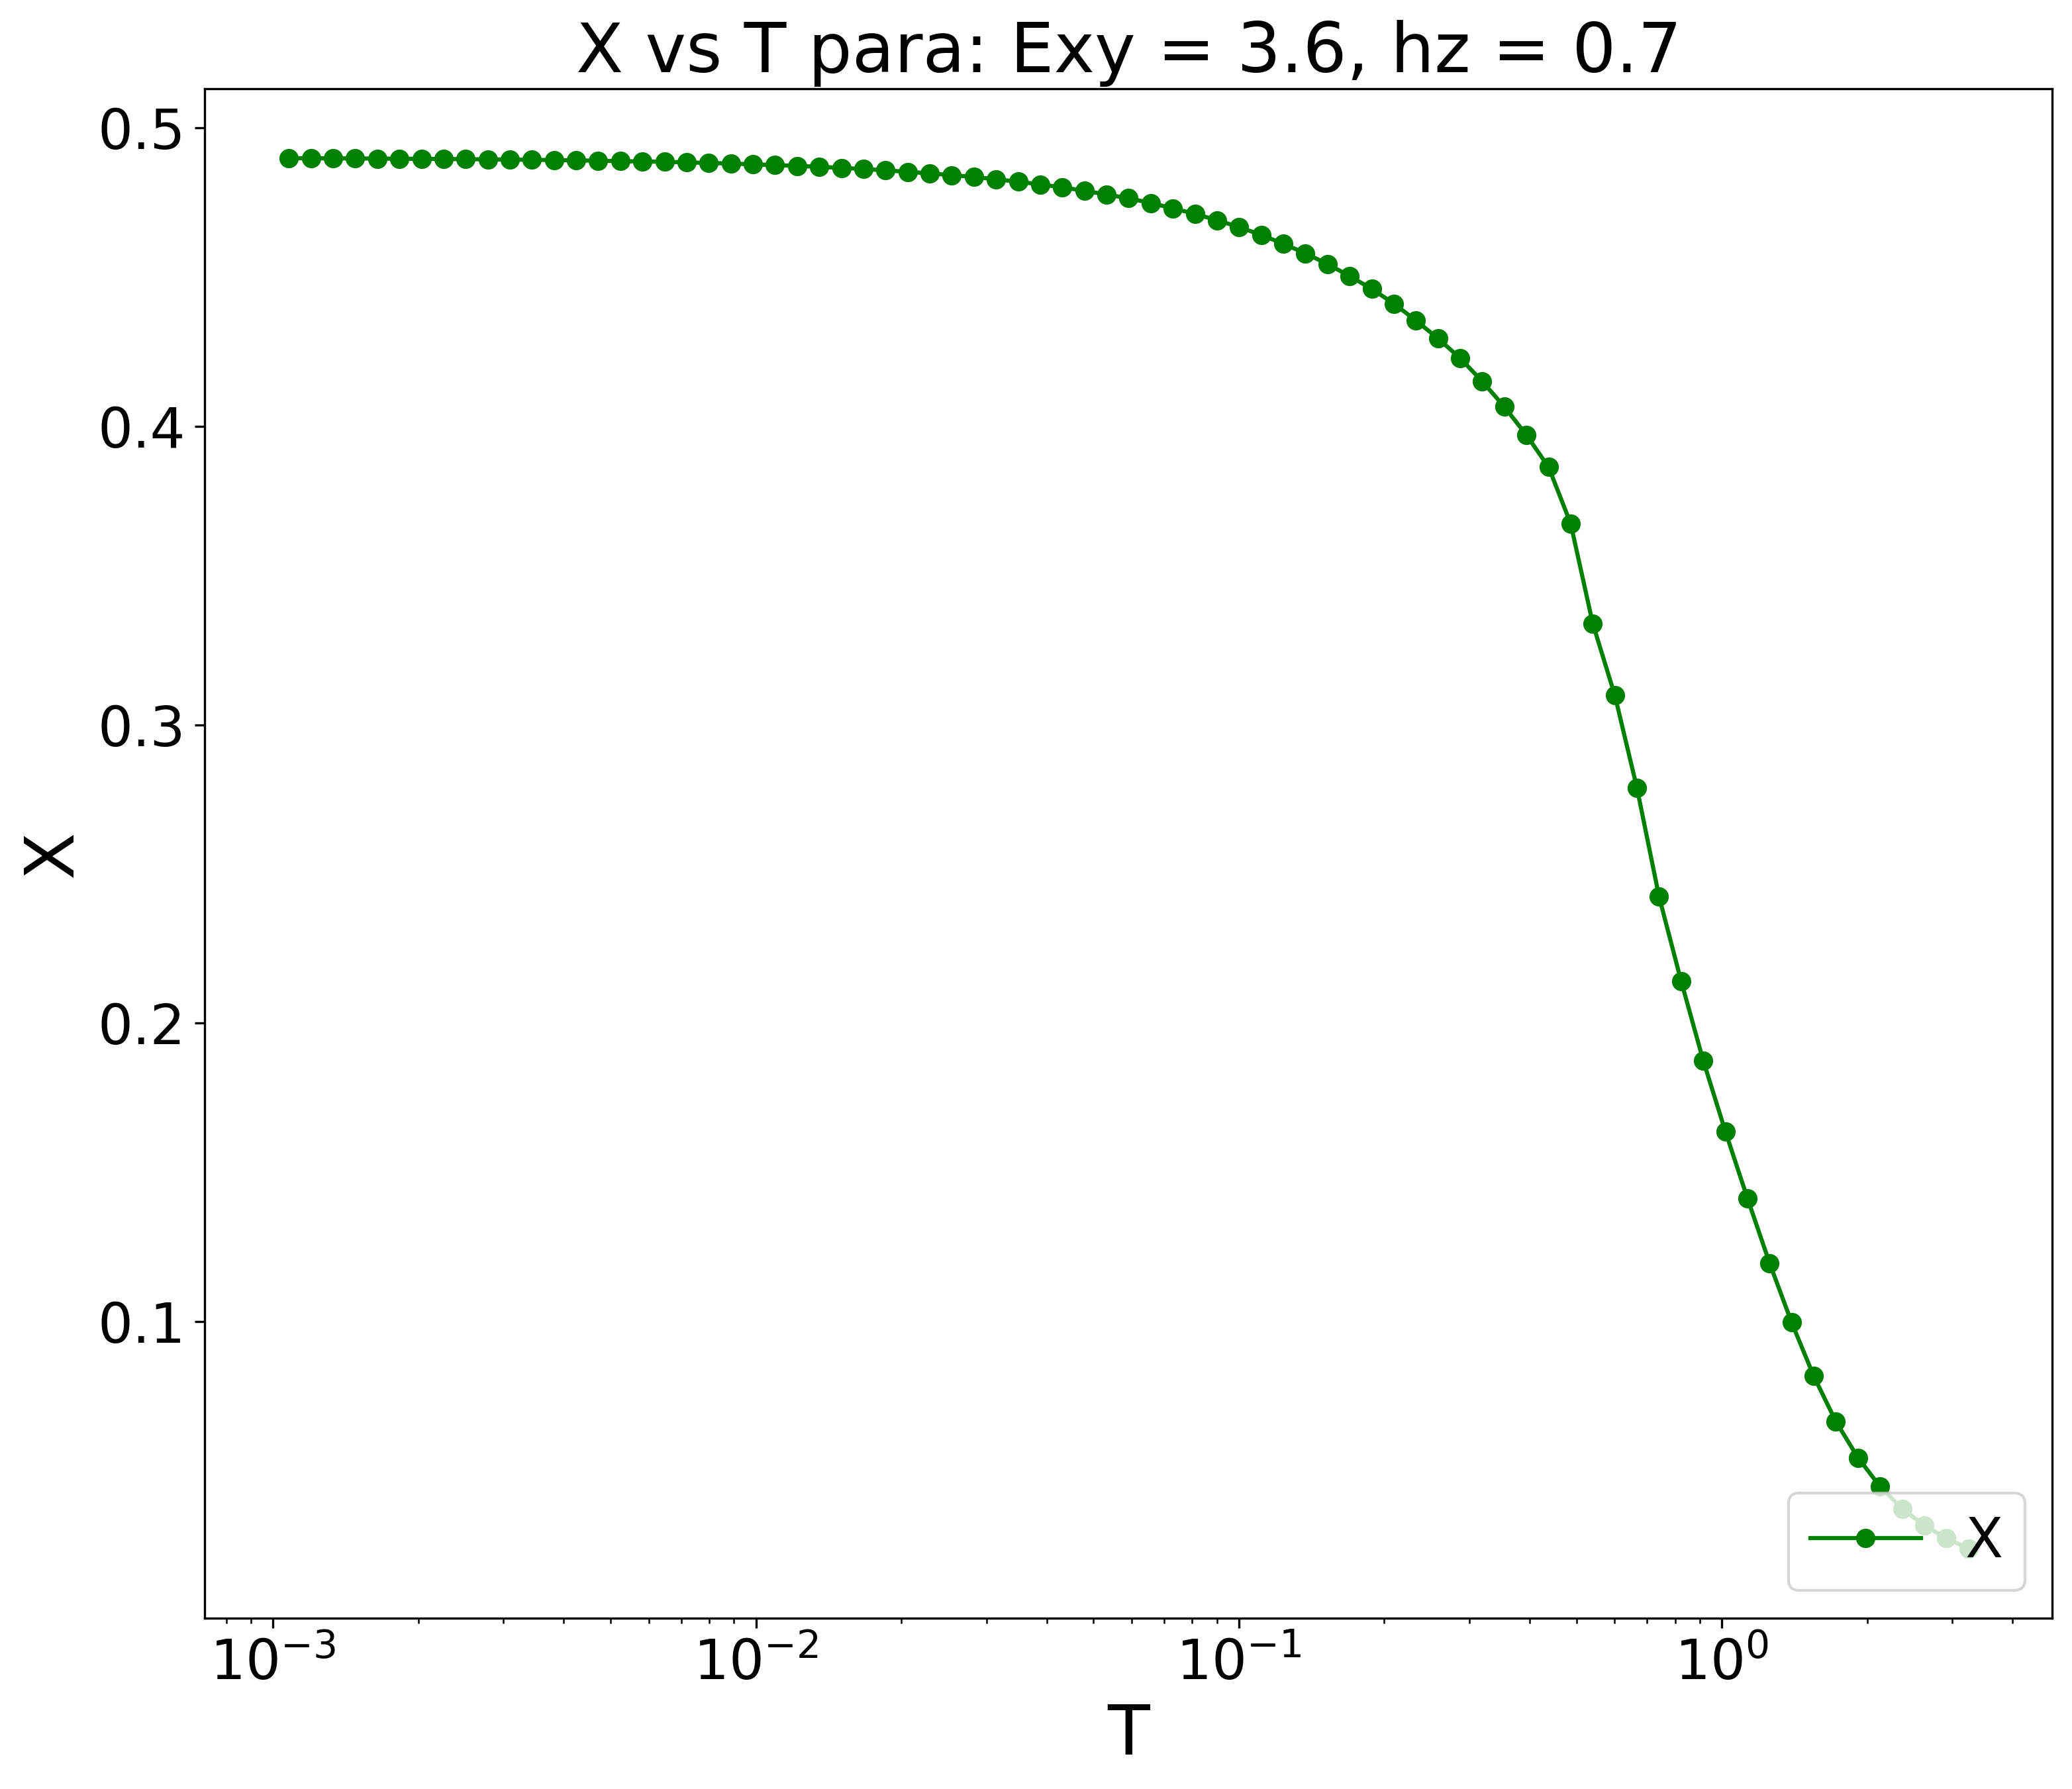 X vs T para: Exy = 3.6, hz = 0.7
0.5
0.4
0.3
0.2
0.1
X
X
10⁻³ 10⁻² 10⁻¹ 10⁰
T